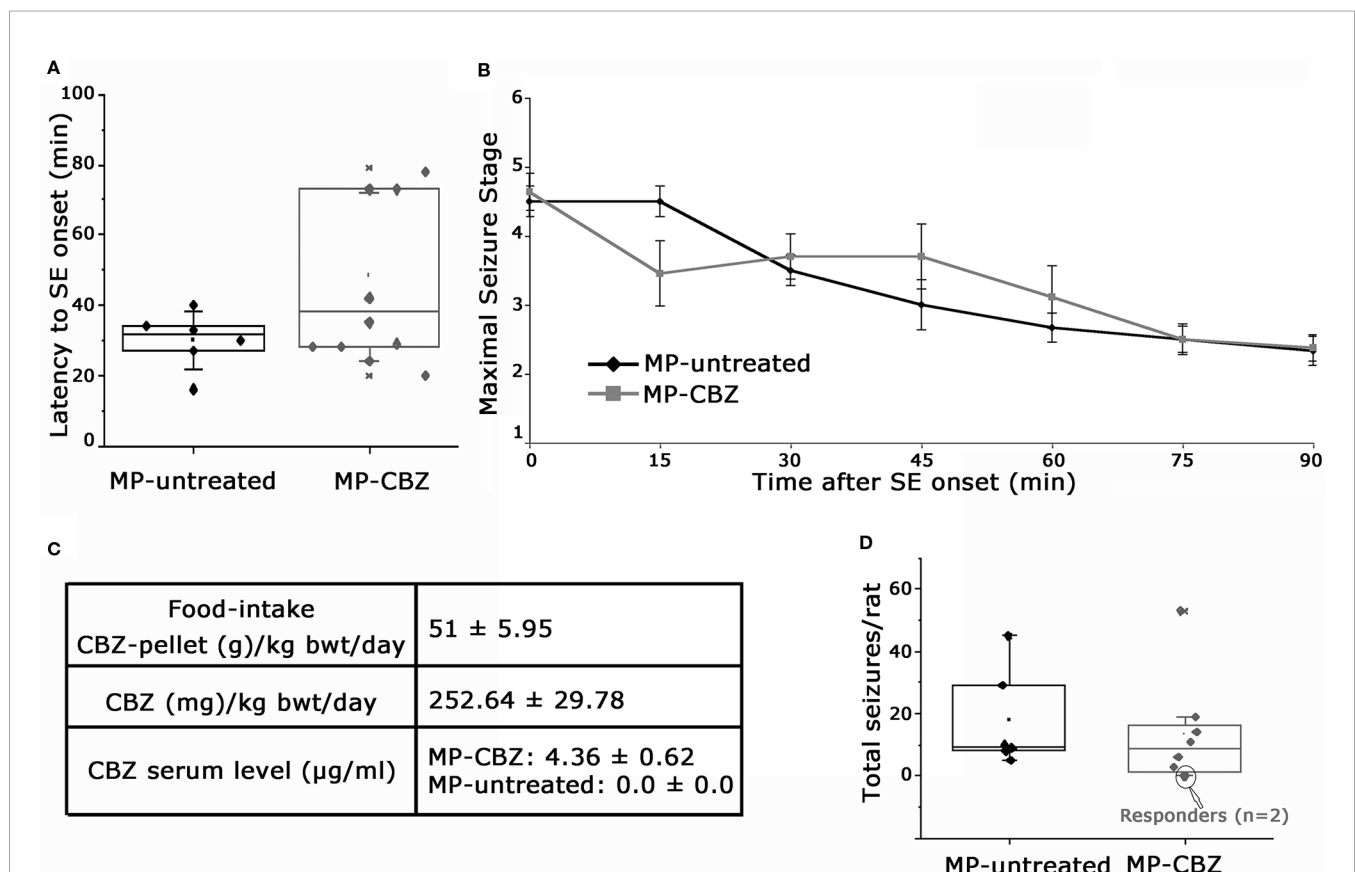 A
Latency to SE onset (min)
100
80
60
40
20
0
MP-untreated
MP-CBZ
B
Maximal Seizure Stage
6
5
4
3
2
1
MP-untreated
MP-CBZ
0 15 30 45 60 75 90
Time after SE onset (min)
C
Food-intake
CBZ-pellet (g)/kg bwt/day
51 ± 5.95
CBZ (mg)/kg bwt/day
252.64 ± 29.78
CBZ serum level (µg/ml)
MP-CBZ: 4.36 ± 0.62
MP-untreated: 0.0 ± 0.0
D
Total seizures/rat
60
40
20
0
Responders (n=2)
MP-untreated MP-CBZ